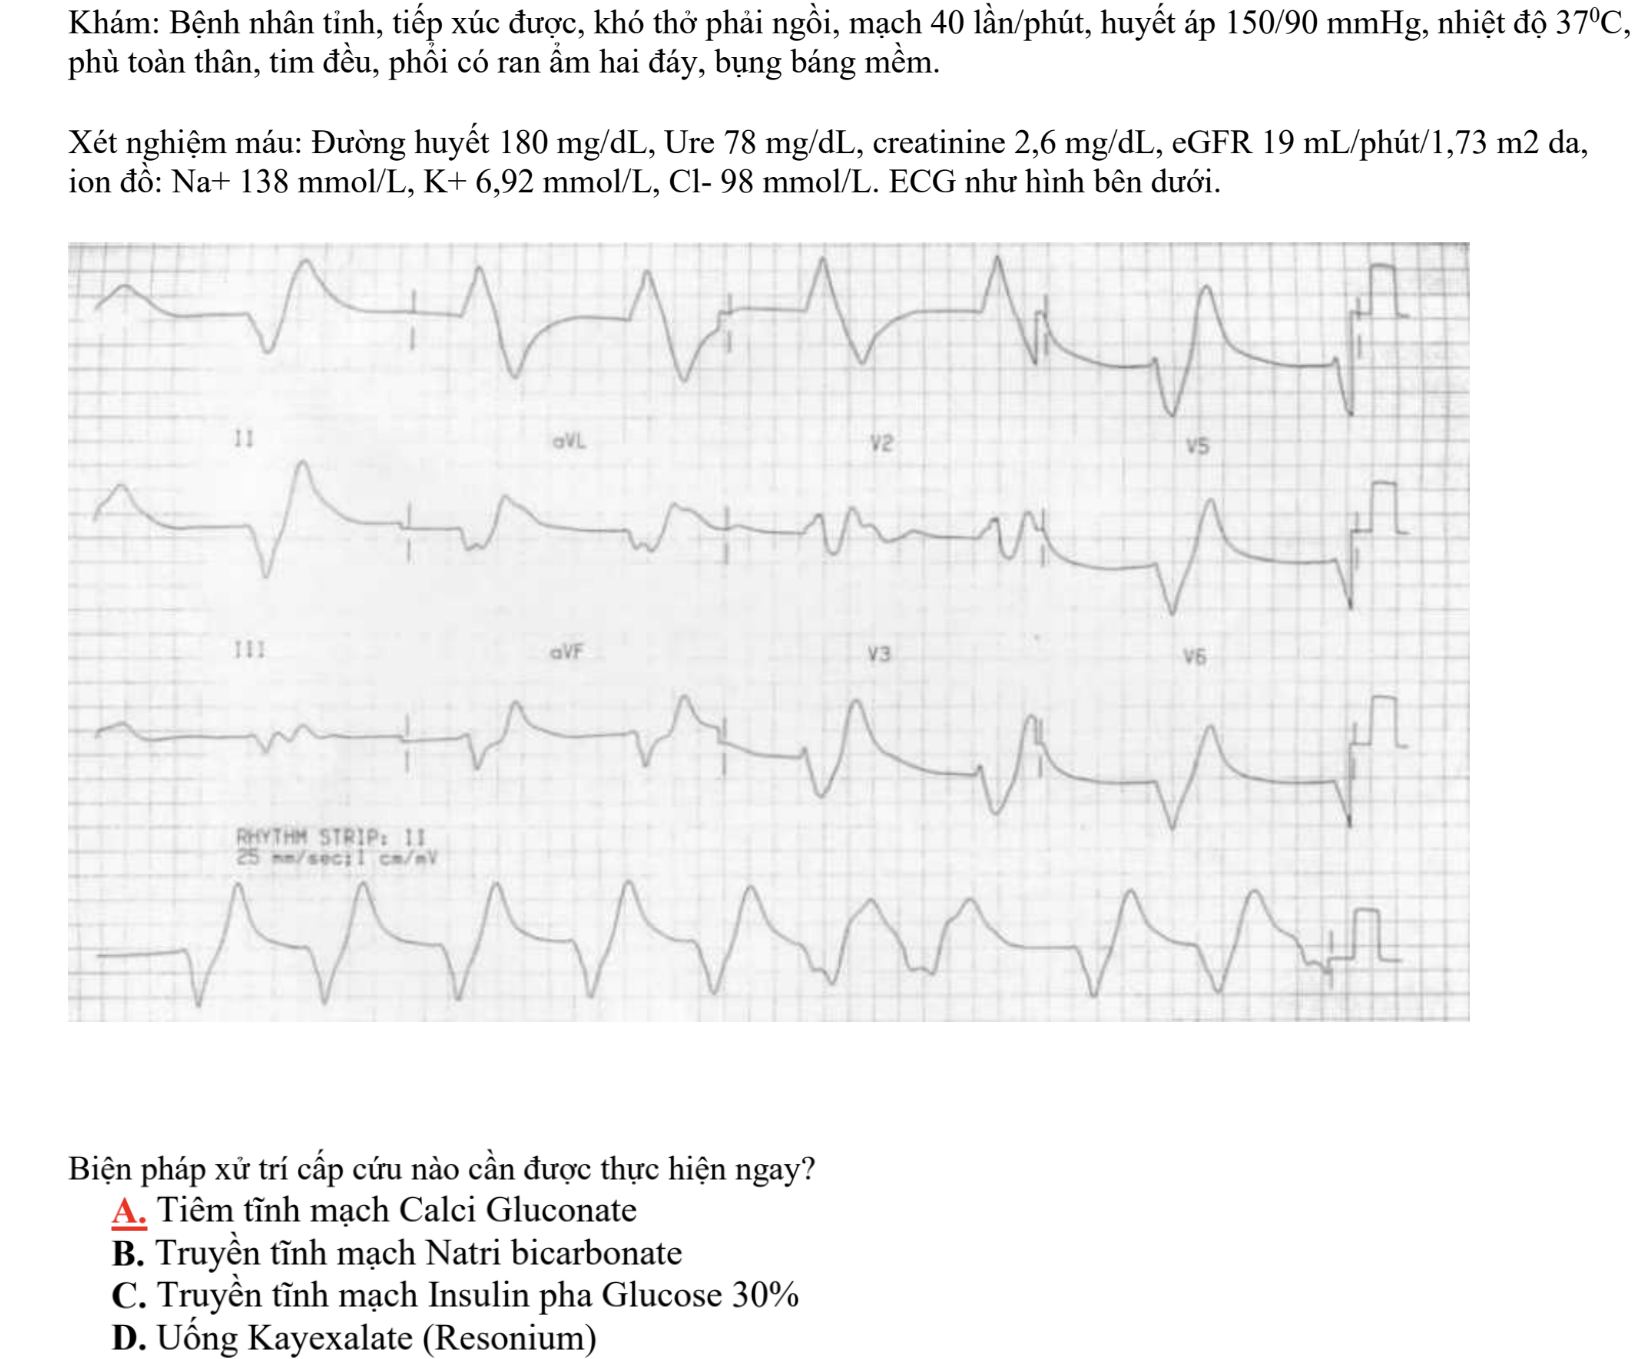 Khám: Bệnh nhân tỉnh, tiếp xúc được, khó thở phải ngồi, mạch 40 lần/phút, huyết áp 150/90 mmHg, nhiệt độ 37⁰C,
phù toàn thân, tim đều, phổi có ran ẩm hai đáy, bụng báng mềm.
Xét nghiệm máu: Đường huyết 180 mg/dL, Ure 78 mg/dL, creatinine 2,6 mg/dL, eGFR 19 mL/phút/1,73 m2 da,
ion đồ: Na+ 138 mmol/L, K+ 6,92 mmol/L, Cl- 98 mmol/L. ECG như hình bên dưới.
II aVL V2 V5
III aVF V3 V6
RHYTHM STRIP: II
25 mm/sec;1 cm/mV
Biện pháp xử trí cấp cứu nào cần được thực hiện ngay?
A. Tiêm tĩnh mạch Calci Gluconate
B. Truyền tĩnh mạch Natri bicarbonate
C. Truyền tĩnh mạch Insulin pha Glucose 30%
D. Uống Kayexalate (Resonium)